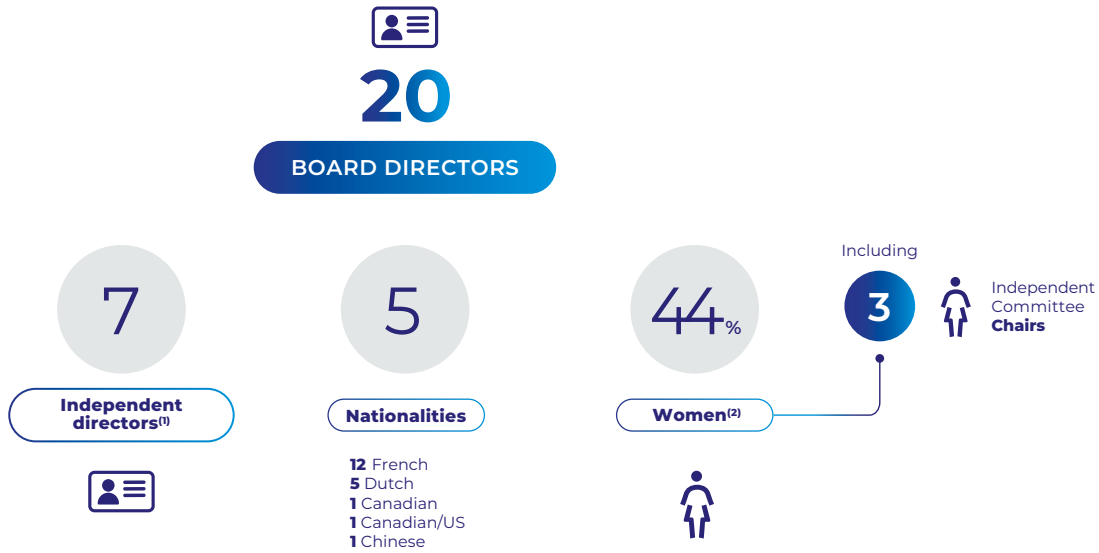 20
BOARD DIRECTORS
7
Independent
directors(1)
5
Nationalities
12 French
5 Dutch
1 Canadian
1 Canadian/US
1 Chinese
44%
Women(2)
Including
3
Independent
Committee
Chairs